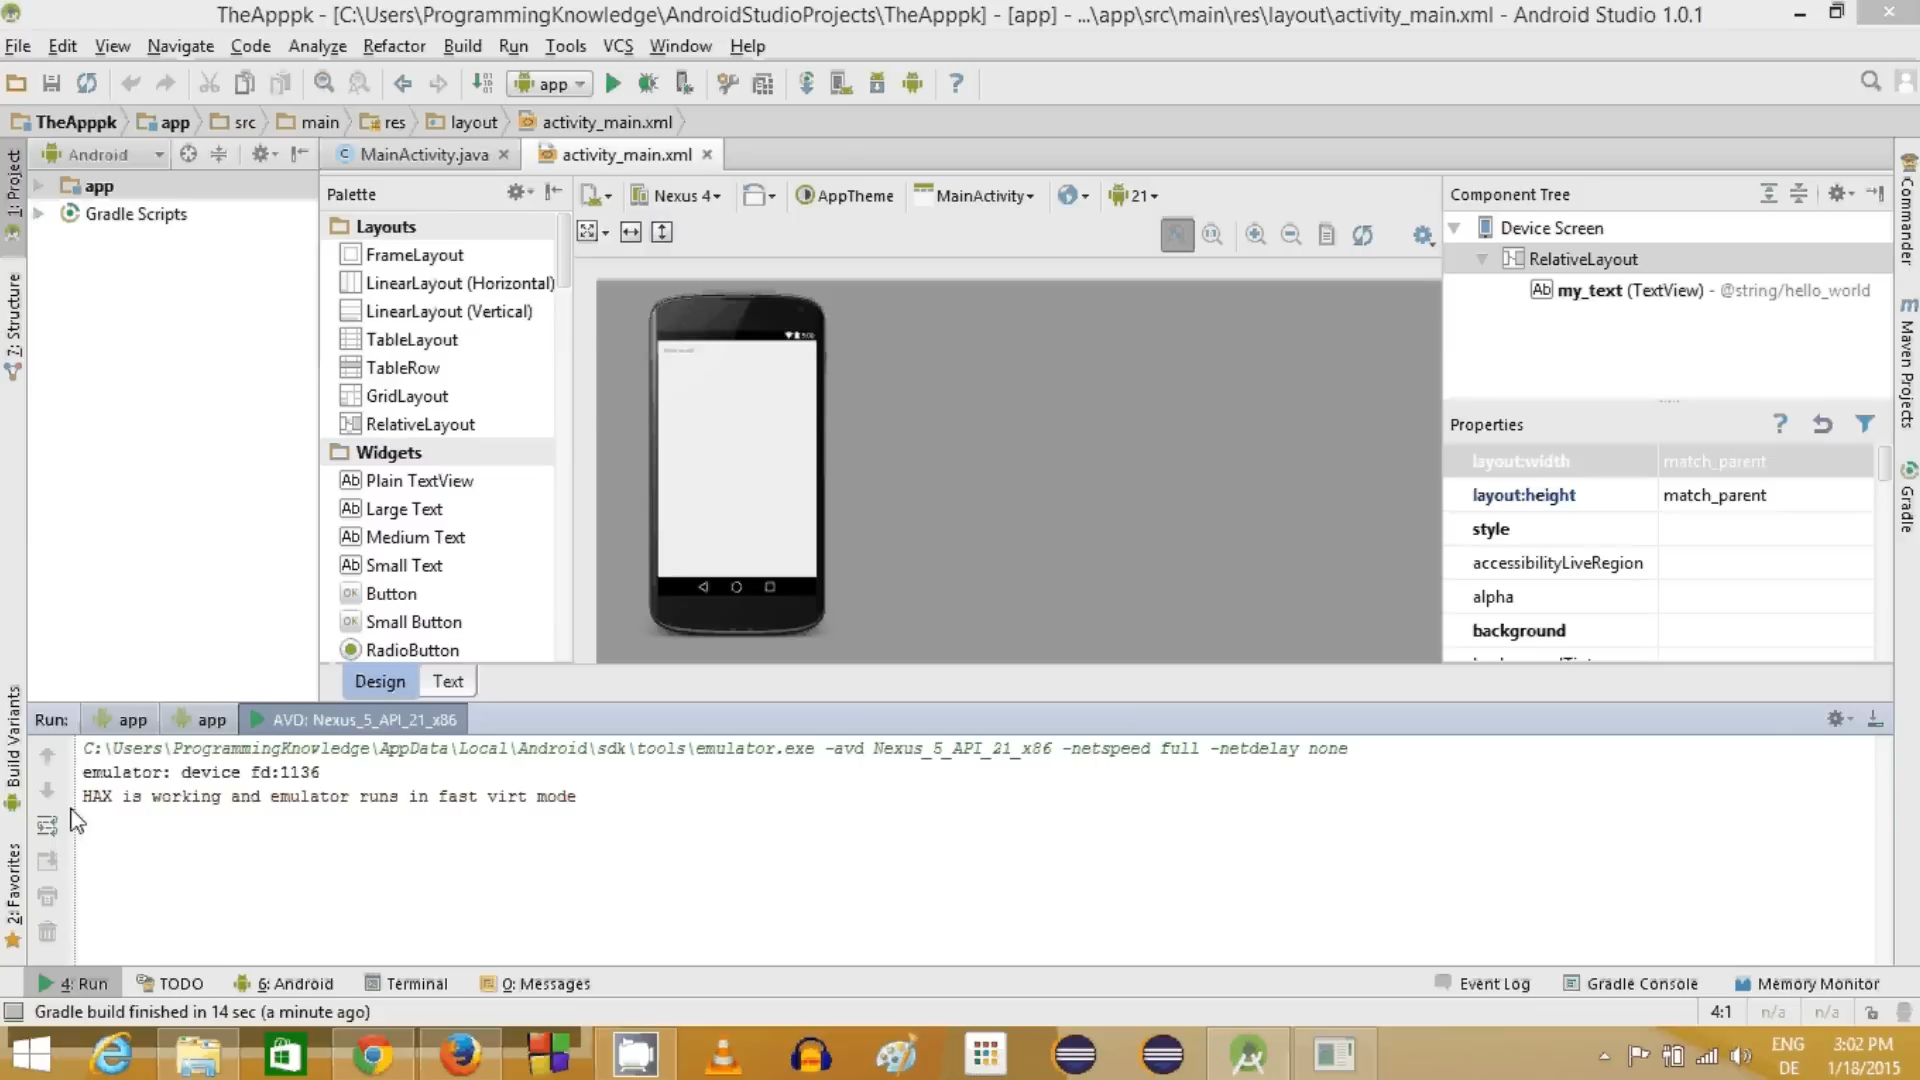 TheApppk - [C:\Users\ProgrammingKnowledge\AndroidStudioProjects\TheApppk] - [app] - ...\app\src\main\res\layout\activity_main.xml - Android Studio 1.0.1
File Edit View Navigate Code Analyze Refactor Build Run Tools VCS Window Help
app
TheApppk app src main res layout activity_main.xml
Android
MainActivity.java
activity_main.xml
1: Project
7: Structure
Build Variants
2: Favorites
app
Gradle Scripts
Palette
Layouts
FrameLayout
LinearLayout (Horizontal)
LinearLayout (Vertical)
TableLayout
TableRow
GridLayout
RelativeLayout
Widgets
Ab Plain TextView
Ab Large Text
Ab Medium Text
Ab Small Text
OK Button
OK Small Button
RadioButton
Design Text
Nexus 4 AppTheme MainActivity 21
Component Tree
Device Screen
RelativeLayout
Ab my_text (TextView) - @string/hello_world
Properties
layout:width match_parent
layout:height match_parent
style
accessibilityLiveRegion
alpha
background
Commander
Maven Projects
Gradle
Run: app app AVD: Nexus_5_API_21_x86
C:\Users\ProgrammingKnowledge\AppData\Local\Android\sdk\tools\emulator.exe -avd Nexus_5_API_21_x86 -netspeed full -netdelay none
emulator: device fd:1136
HAX is working and emulator runs in fast virt mode
4: Run TODO 6: Android Terminal 0: Messages Event Log Gradle Console Memory Monitor
Gradle build finished in 14 sec (a minute ago) 4:1 n/a n/a
ENG 3:02 PM
DE 1/18/2015